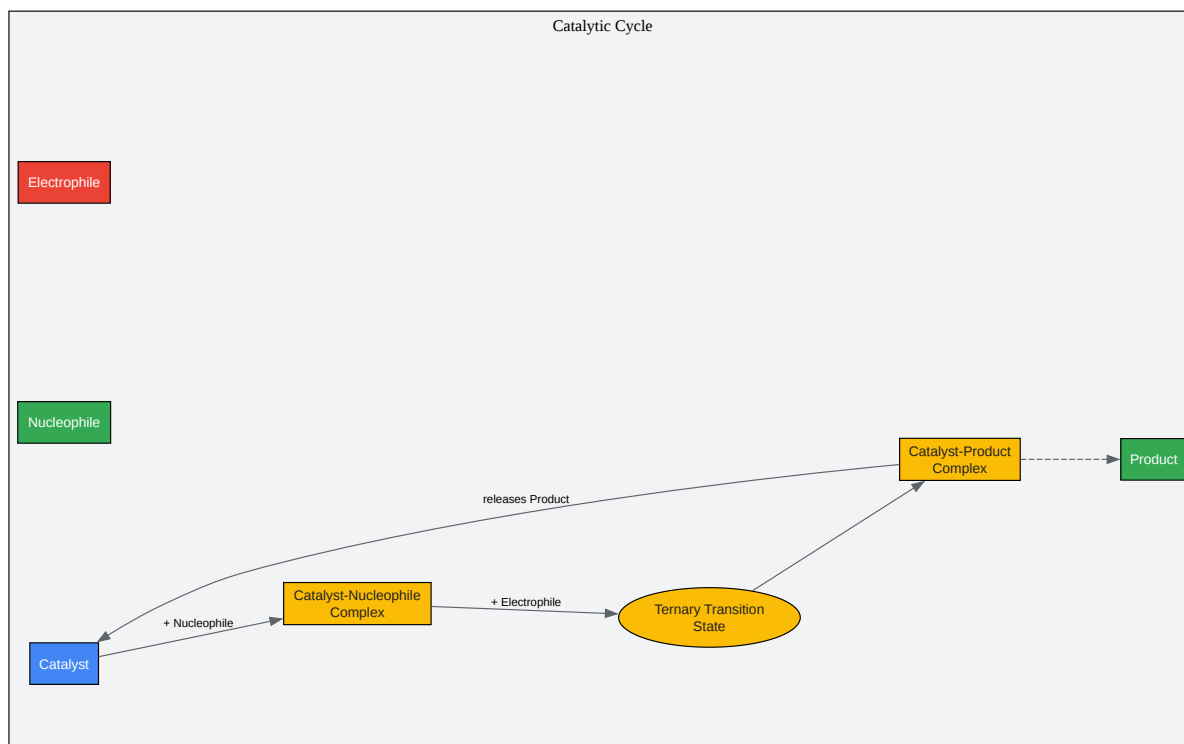 Catalytic Cycle
Electrophile
Nucleophile
Catalyst-Product
Complex
Product
releases Product
Catalyst-Nucleophile
Complex
+ Electrophile
Ternary Transition
State
+ Nucleophile
Catalyst